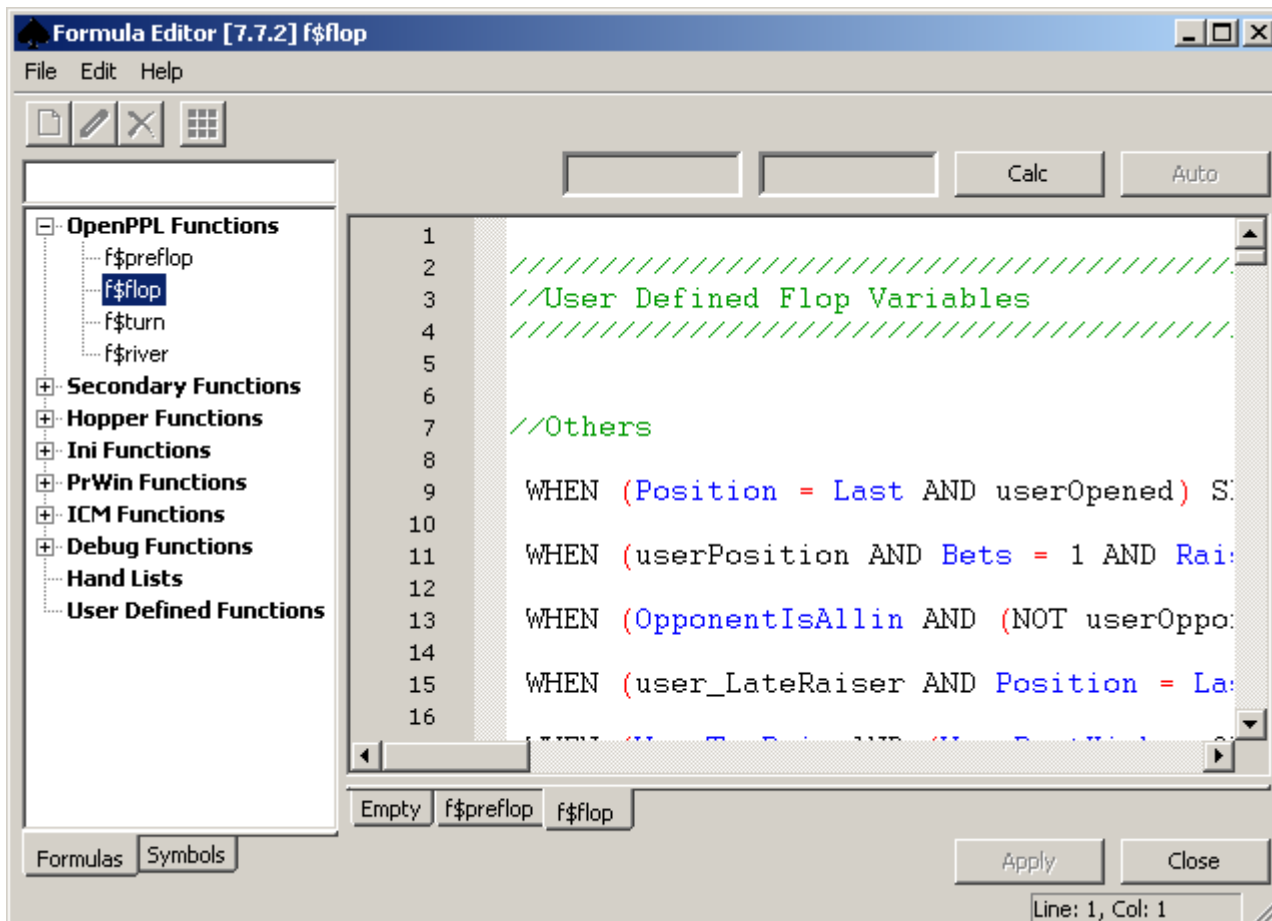 Formula Editor [7.7.2] f$flop
File Edit Help
Calc Auto
OpenPPL Functions
f$preflop
f$flop
f$turn
f$river
Secondary Functions
Hopper Functions
Ini Functions
PrWin Functions
ICM Functions
Debug Functions
Hand Lists
User Defined Functions
1
2 ///////////////////////////////////////////
3 //User Defined Flop Variables
4 ///////////////////////////////////////////
5
6
7 //Others
8
9 WHEN (Position = Last AND userOpened)
10
11 WHEN (userPosition AND Bets = 1 AND
12
13 WHEN (OpponentIsAllin AND (NOT
14
15 WHEN (user_LateRaiser AND Position =
16
Empty f$preflop f$flop
Formulas Symbols
Apply Close
Line: 1, Col: 1